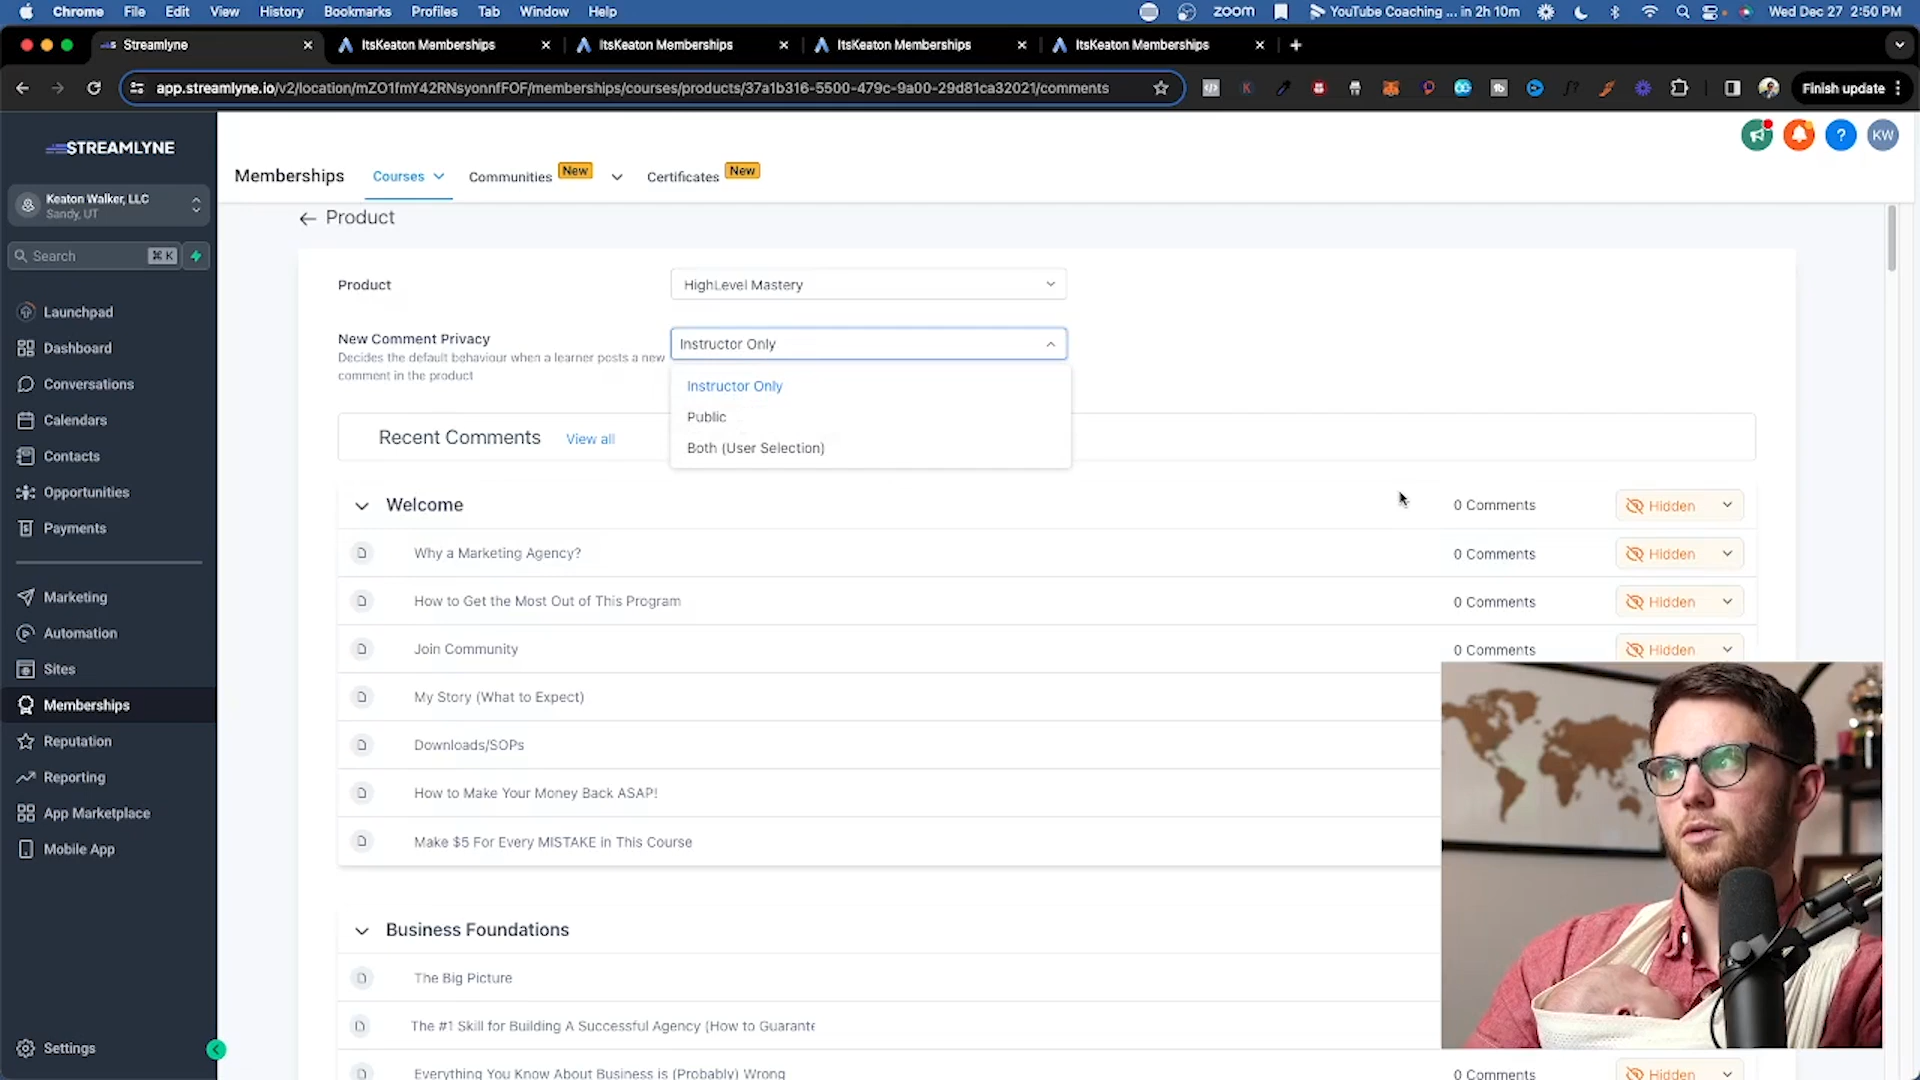 Chrome File Edit View History Bookmarks Profiles Tab Window Help zoom YouTube Coaching ... in 2h 10m Wed Dec 27 2:50 PM
Streamlyne ItsKeaton Memberships ItsKeaton Memberships ItsKeaton Memberships ItsKeaton Memberships
app.streamlyne.io/v2/location/mZO1fmY42RNsyonnfFOF/memberships/courses/products/37a1b316-5500-479c-9a00-29d81ca32021/comments Finish update
STREAMLYNE
Keaton Walker, LLC
Sandy, UT
Search ⌘ K
Launchpad
Dashboard
Conversations
Calendars
Contacts
Opportunities
Payments
Marketing
Automation
Sites
Memberships
Reputation
Reporting
App Marketplace
Mobile App
Settings
Memberships Courses Communities New Certificates New
? KW
Product
Product HighLevel Mastery
New Comment Privacy Instructor Only
Decides the default behaviour when a learner posts a new
comment in the product
Instructor Only
Public
Both (User Selection)
Recent Comments View all
Welcome 0 Comments Hidden
Why a Marketing Agency? 0 Comments Hidden
How to Get the Most Out of This Program 0 Comments Hidden
Join Community 0 Comments Hidden
My Story (What to Expect)
Downloads/SOPs
How to Make Your Money Back ASAP!
Make $5 For Every MISTAKE in This Course
Business Foundations
The Big Picture
The #1 Skill for Building A Successful Agency (How to Guarante
Everything You Know About Business is (Probably) Wrong 0 Comments Hidden